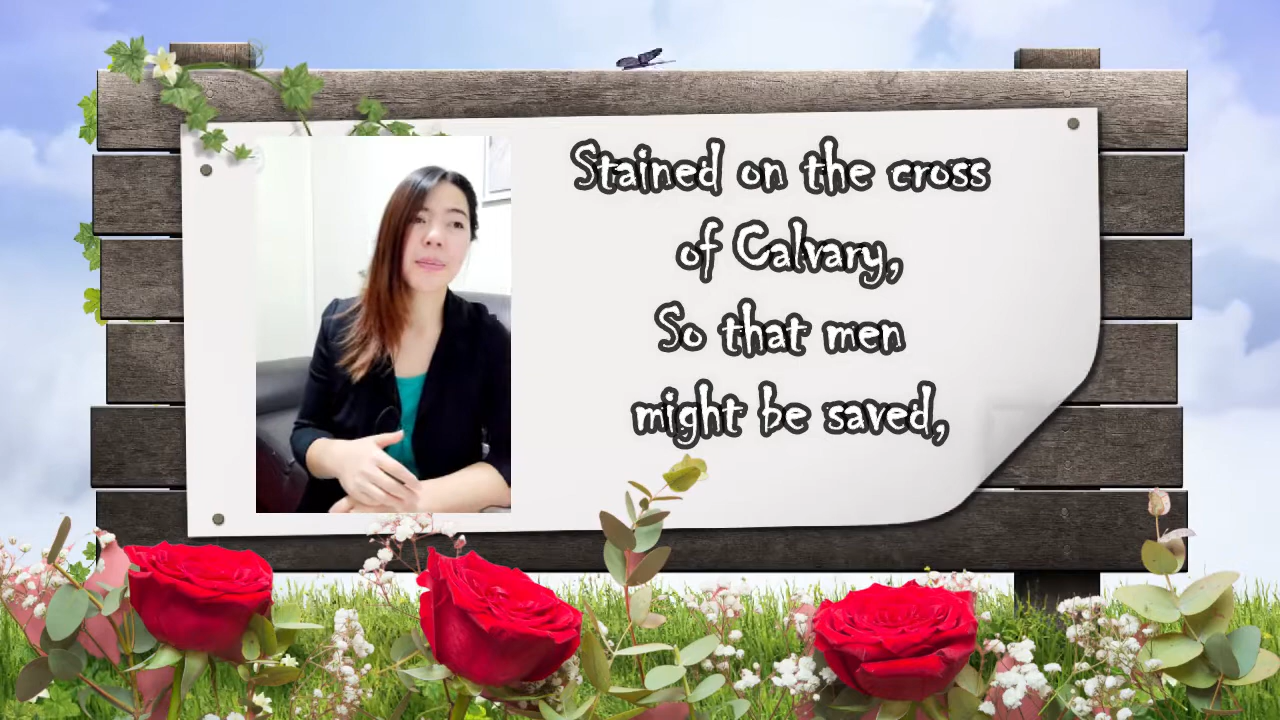 Stained on the cross
of Calvary,
So that men
might be saved,